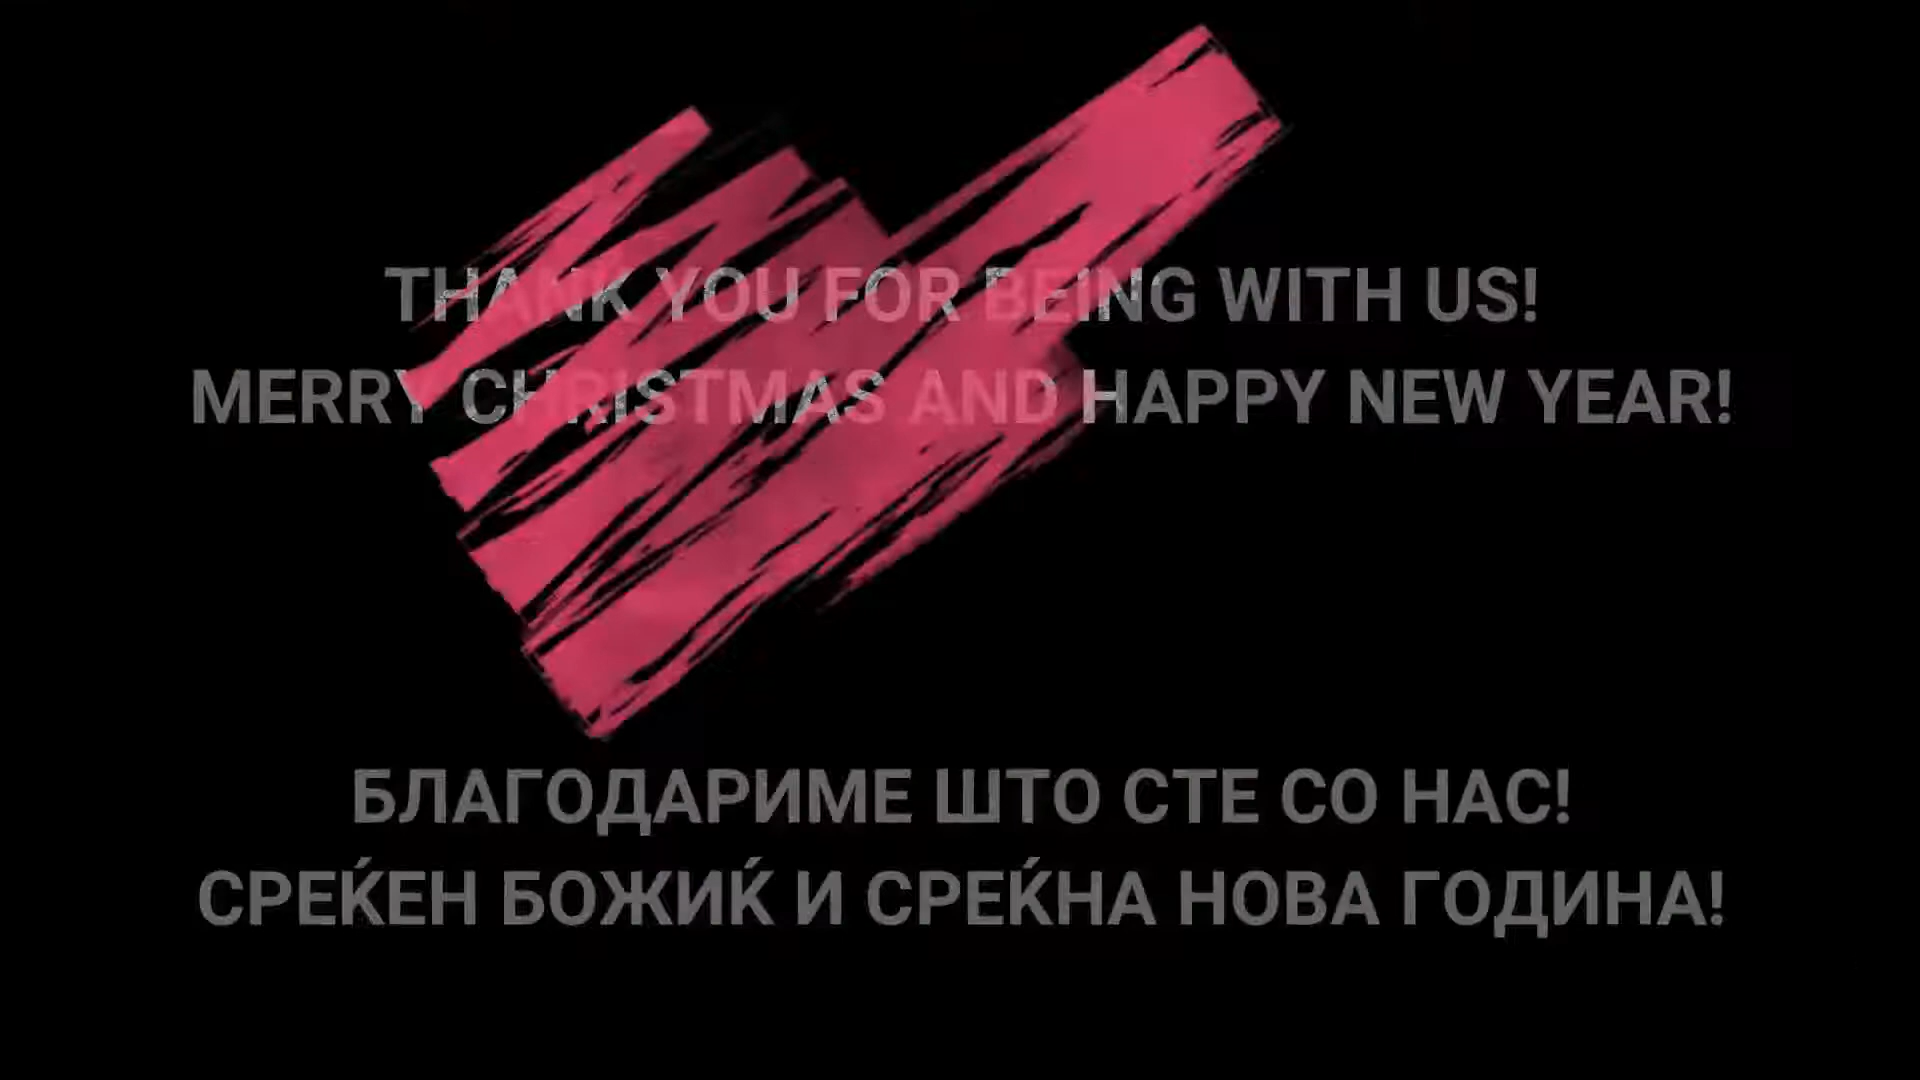 THANK YOU FOR BEING WITH US!
MERRY CHRISTMAS AND HAPPY NEW YEAR!
БЛАГОДАРИМЕ ШТО СТЕ СО НАС!
СРЕЌЕН БОЖИЌ И СРЕЌНА НОВА ГОДИНА!